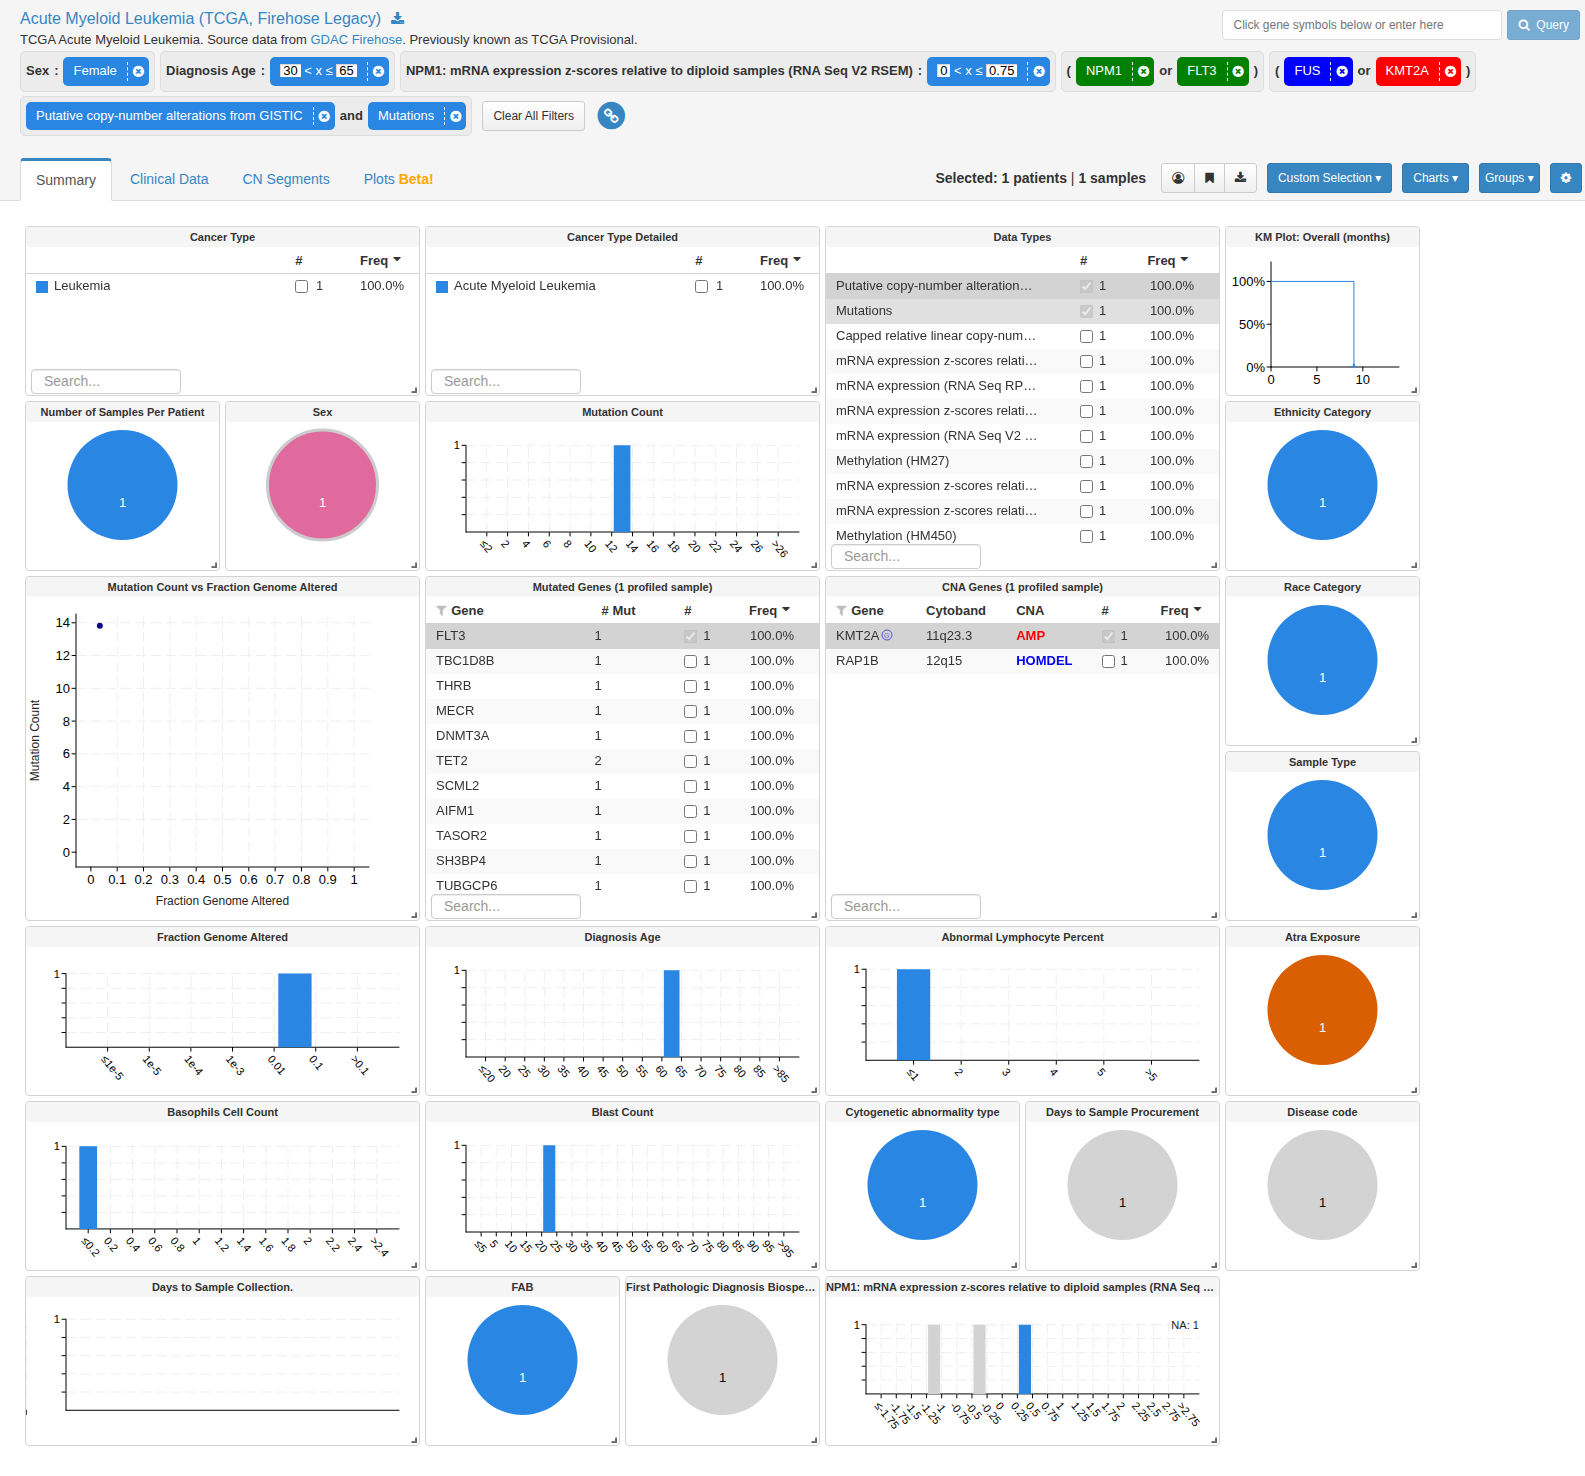 Acute Myeloid Leukemia (TCGA, Firehose Legacy)
Click gene symbols below or enter here
Query
TCGA Acute Myeloid Leukemia. Source data from GDAC Firehose. Previously known as TCGA Provisional.
Sex : Female
Diagnosis Age : 30 < x ≤ 65
NPM1: mRNA expression z-scores relative to diploid samples (RNA Seq V2 RSEM) : 0 < x ≤ 0.75
( NPM1 or FLT3 )
( FUS or KMT2A )
Putative copy-number alterations from GISTIC and Mutations
Clear All Filters
Summary
Clinical Data
CN Segments
Plots Beta!
Selected: 1 patients | 1 samples
Custom Selection ▾
Charts ▾
Groups ▾
Cancer Type
# Freq
Leukemia 1 100.0%
Search...
Cancer Type Detailed
# Freq
Acute Myeloid Leukemia 1 100.0%
Search...
Data Types
# Freq
Putative copy-number alteration… 1 100.0%
Mutations 1 100.0%
Capped relative linear copy-num… 1 100.0%
mRNA expression z-scores relati… 1 100.0%
mRNA expression (RNA Seq RP… 1 100.0%
mRNA expression z-scores relati… 1 100.0%
mRNA expression (RNA Seq V2 … 1 100.0%
Methylation (HM27) 1 100.0%
mRNA expression z-scores relati… 1 100.0%
mRNA expression z-scores relati… 1 100.0%
Methylation (HM450) 1 100.0%
Search...
KM Plot: Overall (months)
100%
50%
0%
0 5 10
Number of Samples Per Patient
1
Sex
1
Mutation Count
1
≤2 2 4 6 8 10 12 14 16 18 20 22 24 26 >26
Ethnicity Category
1
Mutation Count vs Fraction Genome Altered
Mutation Count
14
12
10
8
6
4
2
0
0 0.1 0.2 0.3 0.4 0.5 0.6 0.7 0.8 0.9 1
Fraction Genome Altered
Mutated Genes (1 profiled sample)
Gene # Mut # Freq
FLT3 1 1 100.0%
TBC1D8B 1 1 100.0%
THRB 1 1 100.0%
MECR 1 1 100.0%
DNMT3A 1 1 100.0%
TET2 2 1 100.0%
SCML2 1 1 100.0%
AIFM1 1 1 100.0%
TASOR2 1 1 100.0%
SH3BP4 1 1 100.0%
TUBGCP6 1 1 100.0%
Search...
CNA Genes (1 profiled sample)
Gene Cytoband CNA # Freq
KMT2A G 11q23.3 AMP 1 100.0%
RAP1B 12q15 HOMDEL 1 100.0%
Search...
Race Category
1
Sample Type
1
Fraction Genome Altered
1
≤1e-5 1e-5 1e-4 1e-3 0.01 0.1 >0.1
Diagnosis Age
1
≤20 20 25 30 35 40 45 50 55 60 65 70 75 80 85 >85
Abnormal Lymphocyte Percent
1
≤1 2 3 4 5 >5
Atra Exposure
1
Basophils Cell Count
1
≤0.2 0.2 0.4 0.6 0.8 1 1.2 1.4 1.6 1.8 2 2.2 2.4 >2.4
Blast Count
1
≤5 5 10 15 20 25 30 35 40 45 50 55 60 65 70 75 80 85 90 95 >95
Cytogenetic abnormality type
1
Days to Sample Procurement
1
Disease code
1
Days to Sample Collection.
1
FAB
1
First Pathologic Diagnosis Biospe…
1
NPM1: mRNA expression z-scores relative to diploid samples (RNA Seq …
1
NA: 1
≤-1.75 -1.75 -1.5 -1.25 -1 -0.75 -0.5 -0.25 0 0.25 0.5 0.75 1 1.25 1.5 1.75 2 2.25 2.5 2.75 >2.75